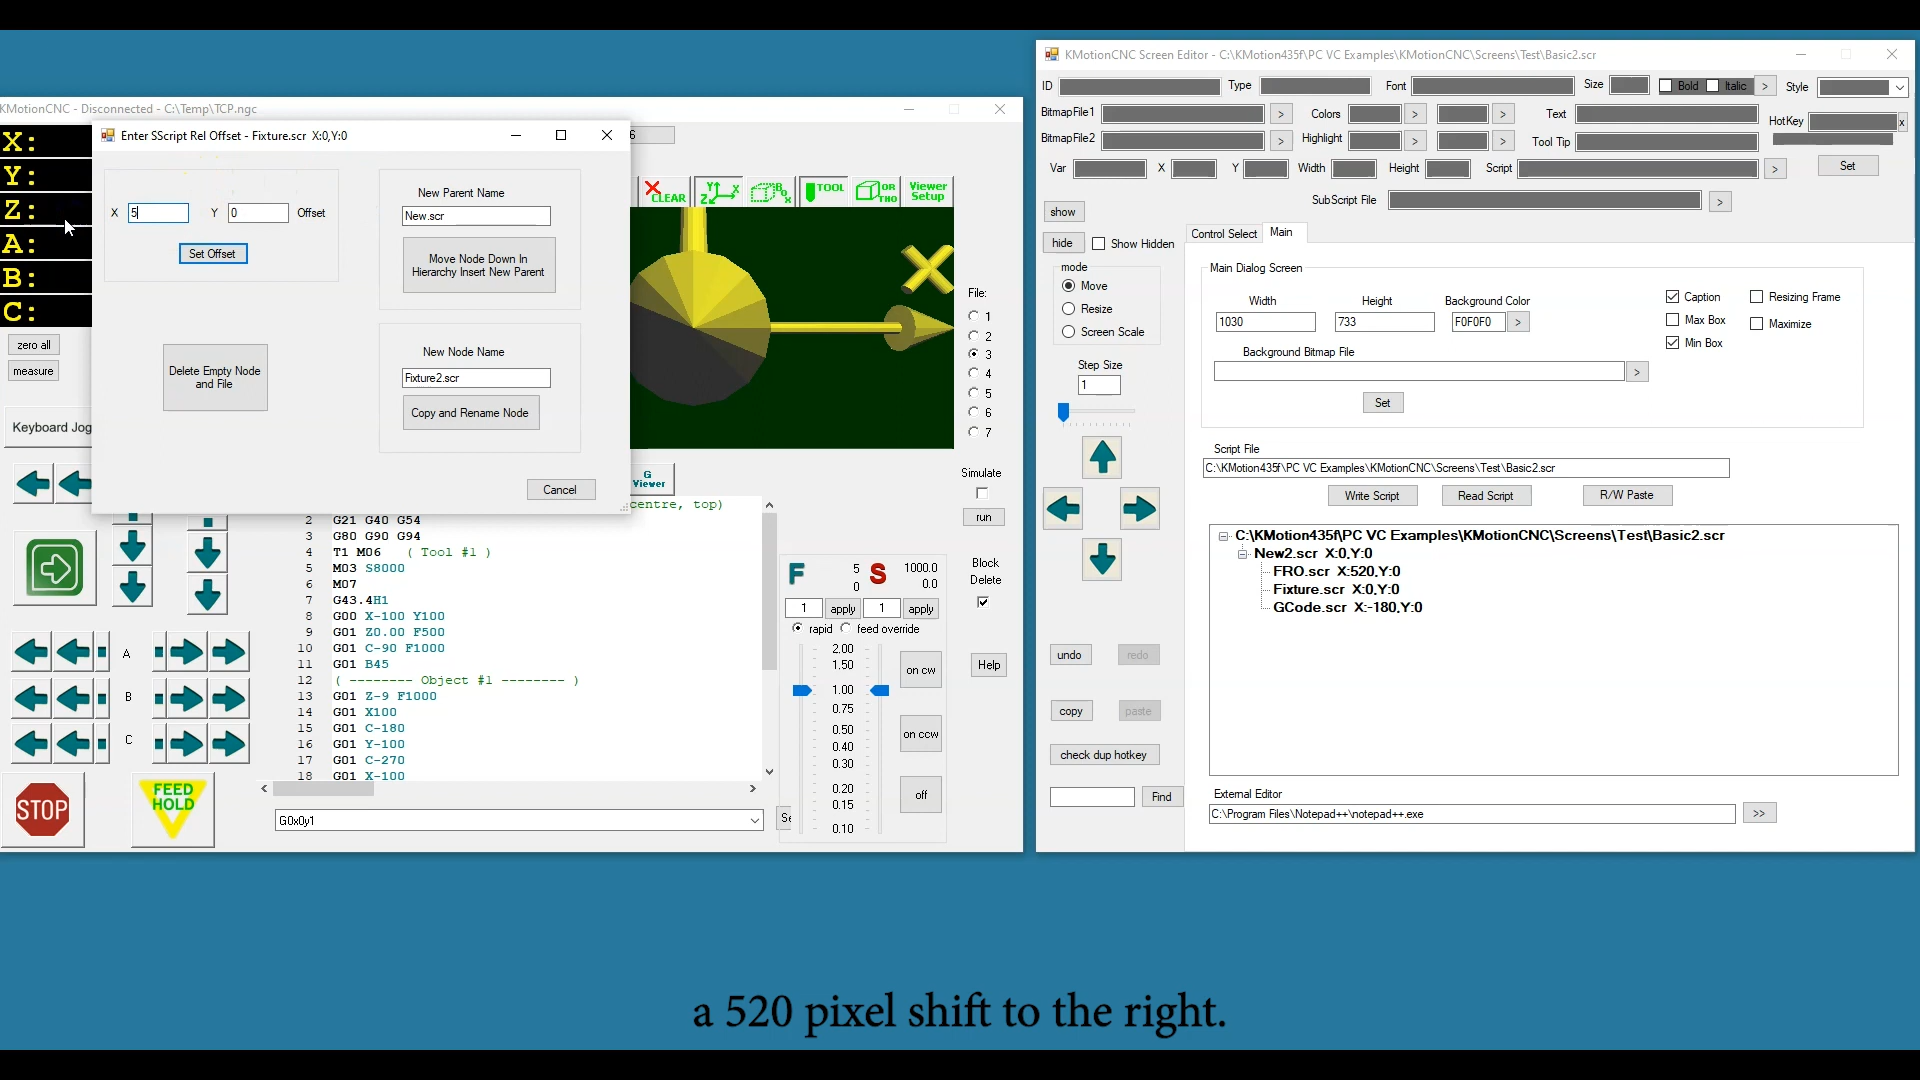 KMotionCNC - Disconnected - C:\Temp\TCP.ngc
X:
Y:
Z:
A:
B:
C:
zero all
measure
Keyboard Jog
Enter SScript Rel Offset - Fixture.scr X:0,Y:0
X 5 Y 0 Offset
Set Offset
Delete Empty Node
and File
New Parent Name
New.scr
Move Node Down In
Hierarchy Insert New Parent
New Node Name
Fixture2.scr
Copy and Rename Node
Cancel
6
CLEAR
TOOL
OR
THO
Viewer
Setup
File:
1
2
3
4
5
6
7
G
Viewer
Simulate
run
Block
Delete
Help
centre, top)
2 G21 G40 G54
3 G80 G90 G94
4 T1 M06 ( Tool #1 )
5 M03 S8000
6 M07
7 G43.4H1
8 G00 X-100 Y100
9 G01 Z0.00 F500
10 G01 C-90 F1000
11 G01 B45
12 ( -------- Object #1 -------- )
13 G01 Z-9 F1000
14 G01 X100
15 G01 C-180
16 G01 Y-100
17 G01 C-270
18 G01 X-100
G0x0y1
Se
A
B
C
STOP
FEED
HOLD
F 5 S 1000.0
0 0.0
1 apply 1 apply
rapid feed override
2.00
1.50
1.00
0.75
0.50
0.40
0.30
0.20
0.15
0.10
on cw
on ccw
off
KMotionCNC Screen Editor - C:\KMotion435f\PC VC Examples\KMotionCNC\Screens\Test\Basic2.scr
ID Type Font Size Bold Italic > Style
BitmapFile1 > Colors > > Text
HotKey x
BitmapFile2 > Highlight > > Tool Tip
Var X Y Width Height Script > Set
SubScript File >
show
hide Show Hidden
mode
Move
Resize
Screen Scale
Step Size
1
undo redo
copy paste
check dup hotkey
Find
Control Select Main
Main Dialog Screen
Width Height Background Color
1030 733 F0F0F0 >
Caption Resizing Frame
Max Box Maximize
Min Box
Background Bitmap File
>
Set
Script File
C:\KMotion435f\PC VC Examples\KMotionCNC\Screens\Test\Basic2.scr
Write Script Read Script R/W Paste
C:\KMotion435f\PC VC Examples\KMotionCNC\Screens\Test\Basic2.scr
New2.scr X:0,Y:0
FRO.scr X:520,Y:0
Fixture.scr X:0,Y:0
GCode.scr X:-180,Y:0
External Editor
C:\Program Files\Notepad++\notepad++.exe >>
a 520 pixel shift to the right.